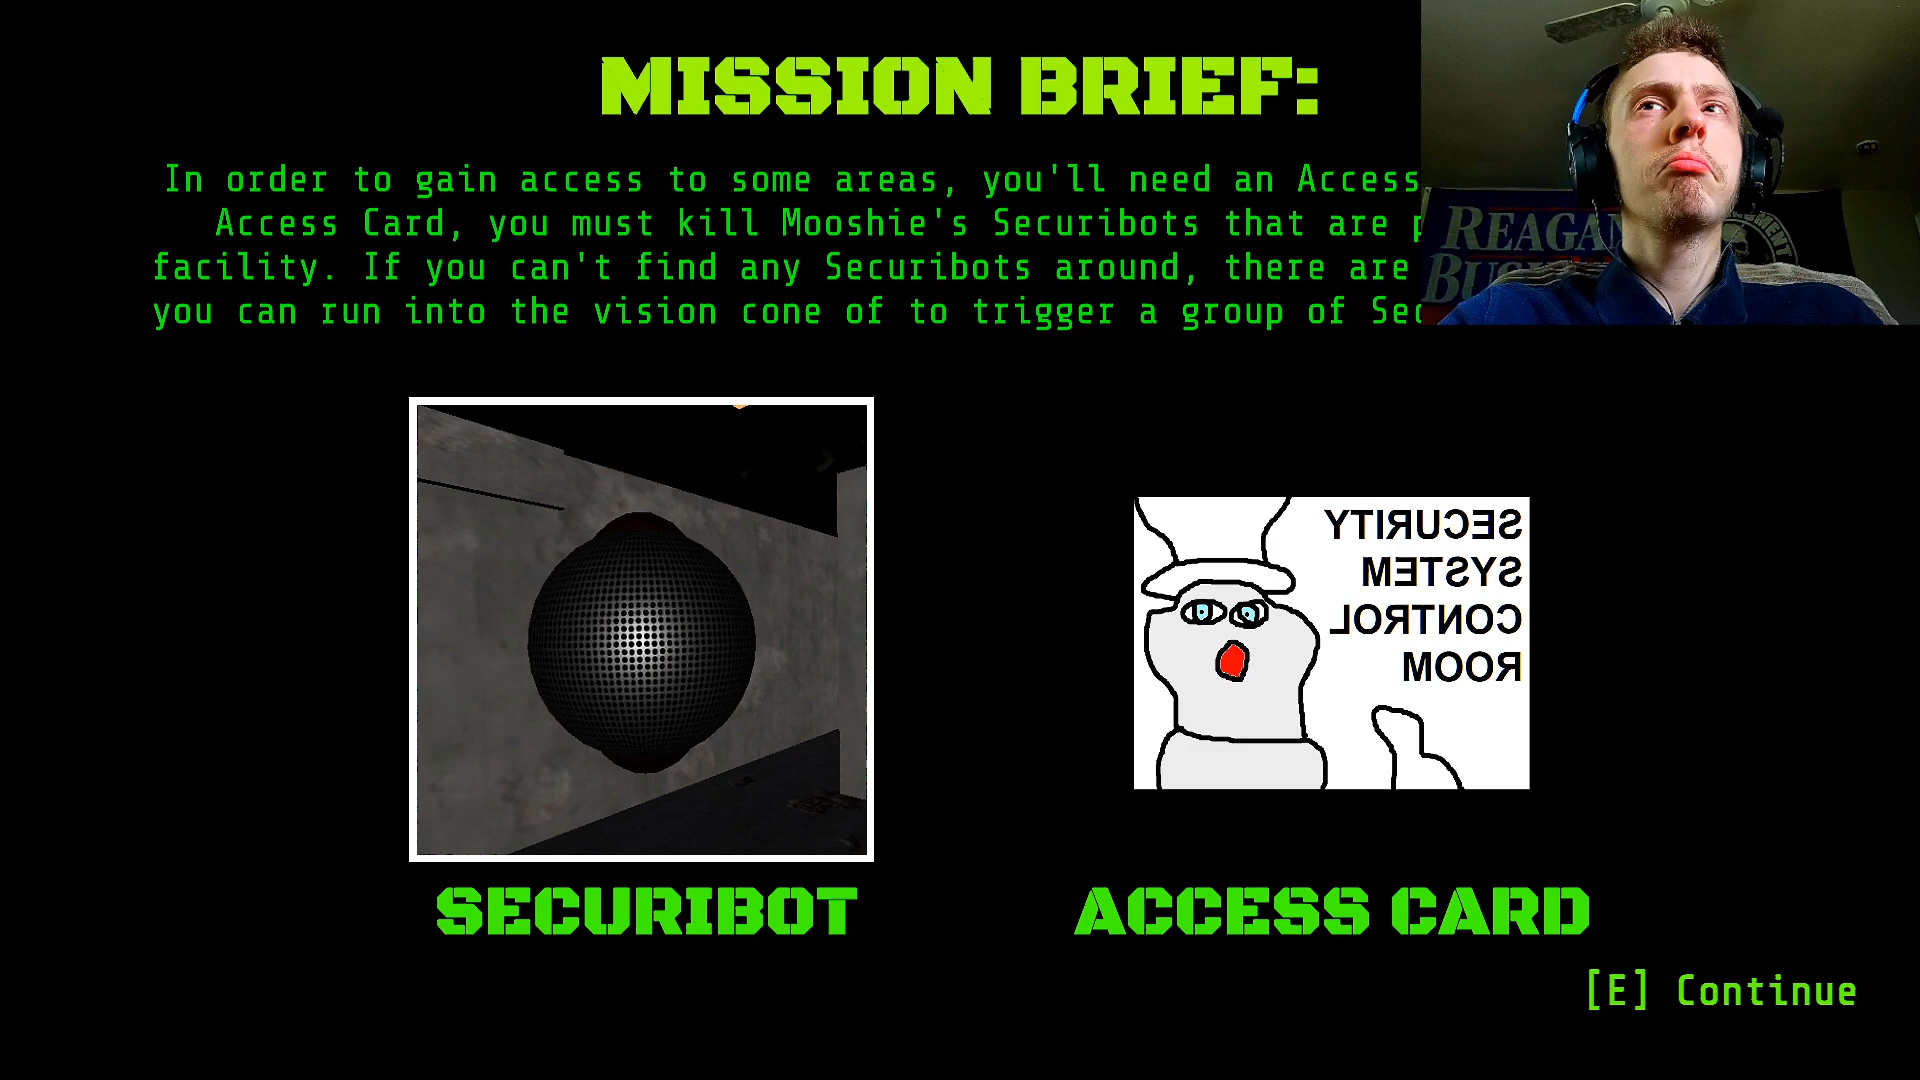 MISSION BRIEF:
In order to gain access to some areas, you'll need an Access
Access Card, you must kill Mooshie's Securibots that are
facility. If you can't find any Securibots around, there are
you can run into the vision cone of to trigger a group of
REAGAN
SECURITY
SYSTEM
CONTROL
ROOM
SECURIBOT
ACCESS CARD
[E] Continue